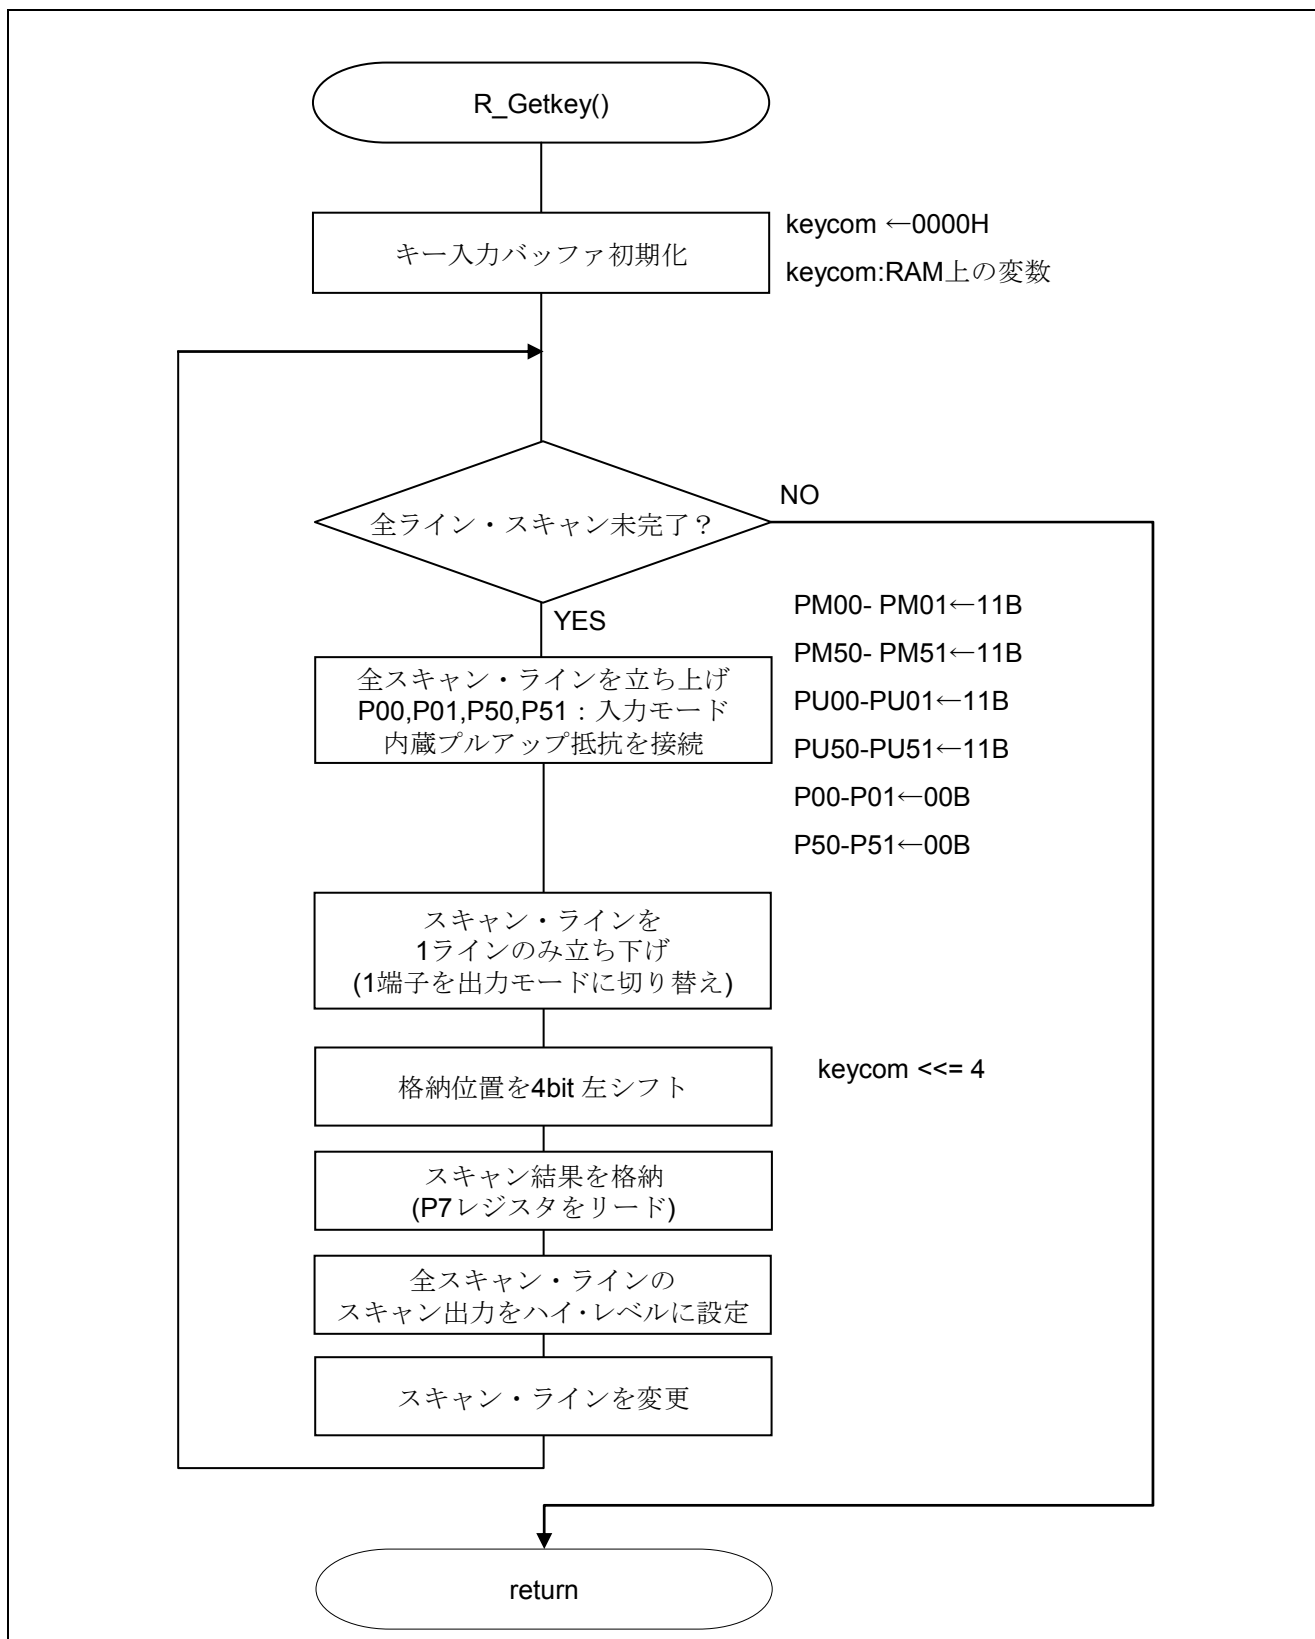 R_Getkey()
キー入力バッファ初期化
keycom ←0000H
keycom:RAM上の変数
全ライン・スキャン未完了？
NO
YES
全スキャン・ラインを立ち上げ
P00,P01,P50,P51：入力モード
内蔵プルアップ抵抗を接続
PM00- PM01←11B
PM50- PM51←11B
PU00-PU01←11B
PU50-PU51←11B
P00-P01←00B
P50-P51←00B
スキャン・ラインを
1ラインのみ立ち下げ
(1端子を出力モードに切り替え)
格納位置を4bit 左シフト
keycom <<= 4
スキャン結果を格納
(P7レジスタをリード)
全スキャン・ラインの
スキャン出力をハイ・レベルに設定
スキャン・ラインを変更
return